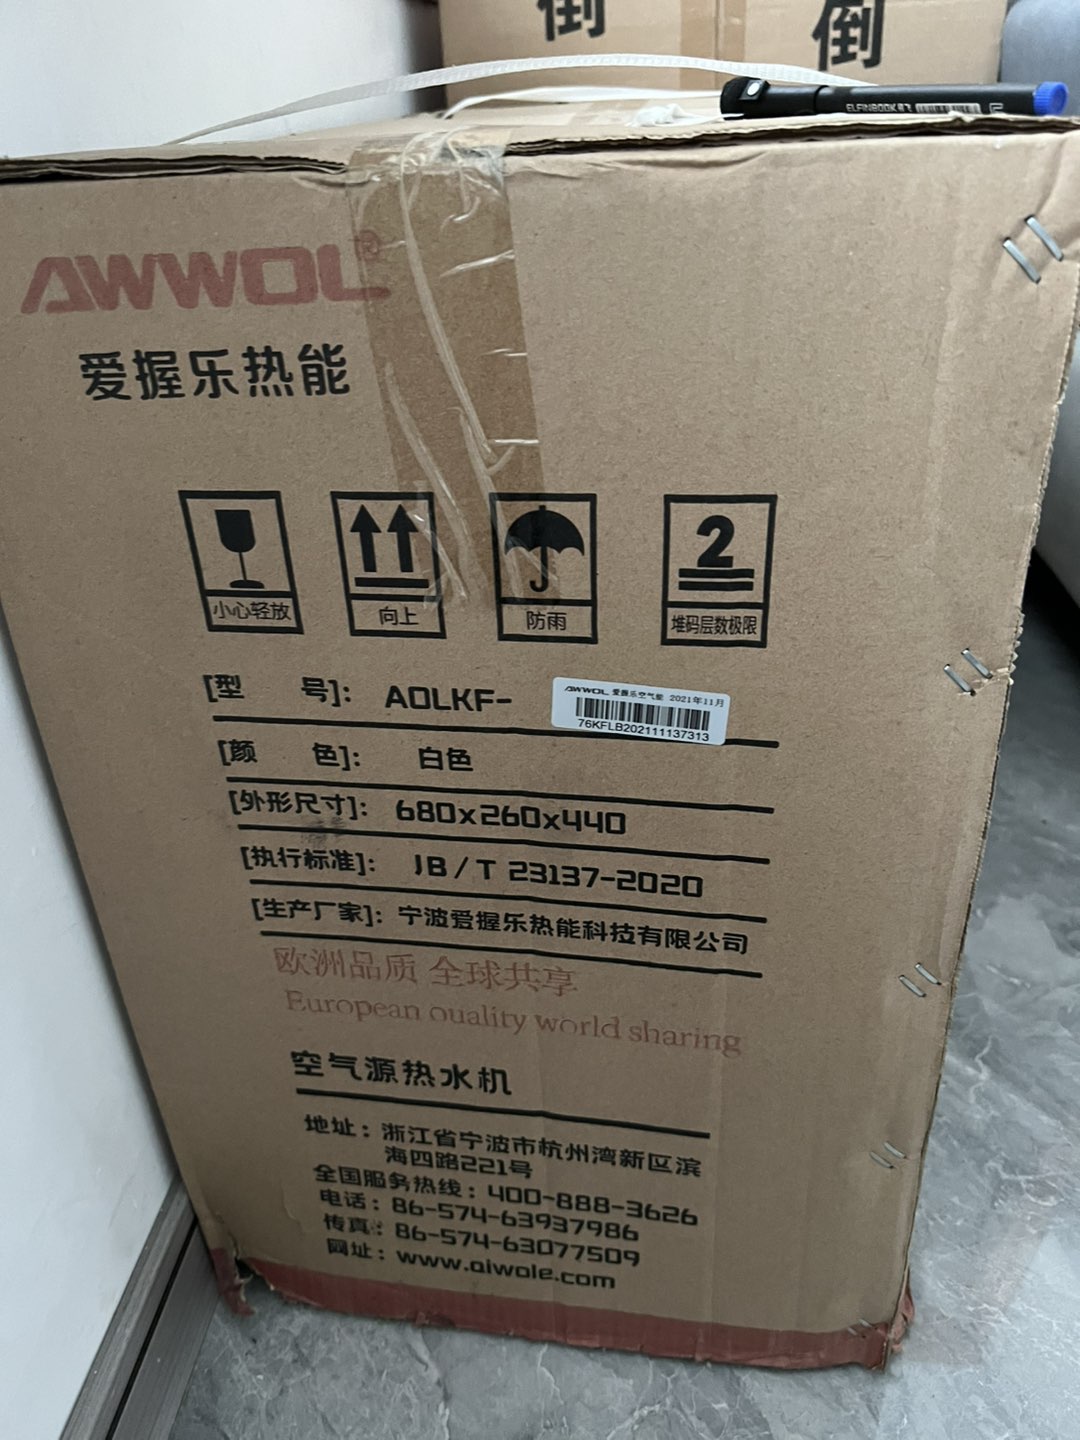 倒
倒
ELFINBOOK
AWWOL®
爱握乐热能
小心轻放
向上
防雨
2
堆码层数极限
[型 号]: AOLKF-
AWWOL 爱握乐空气能 2021年11月
76KFLB202111137313
[颜 色]: 白色
[外形尺寸]: 680x260x440
[执行标准]: JB/T 23137-2020
[生产厂家]: 宁波爱握乐热能科技有限公司
欧洲品质 全球共享
European quality world sharing
空气源热水机
地址：浙江省宁波市杭州湾新区滨
海四路221号
全国服务热线：400-888-3626
电话：86-574-63937986
传真：86-574-63077509
网址：www.aiwole.com